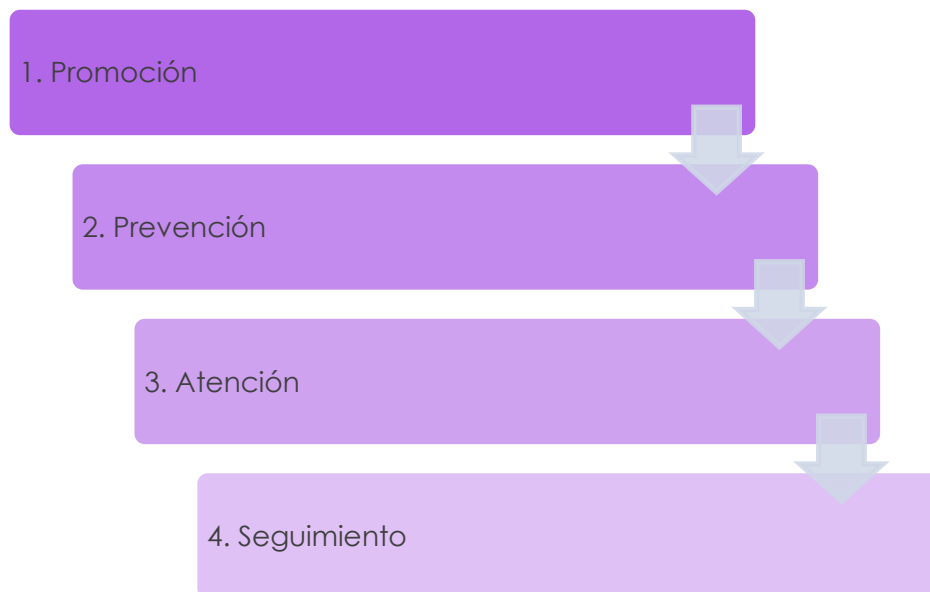 1. Promoción
2. Prevención
3. Atención
4. Seguimiento